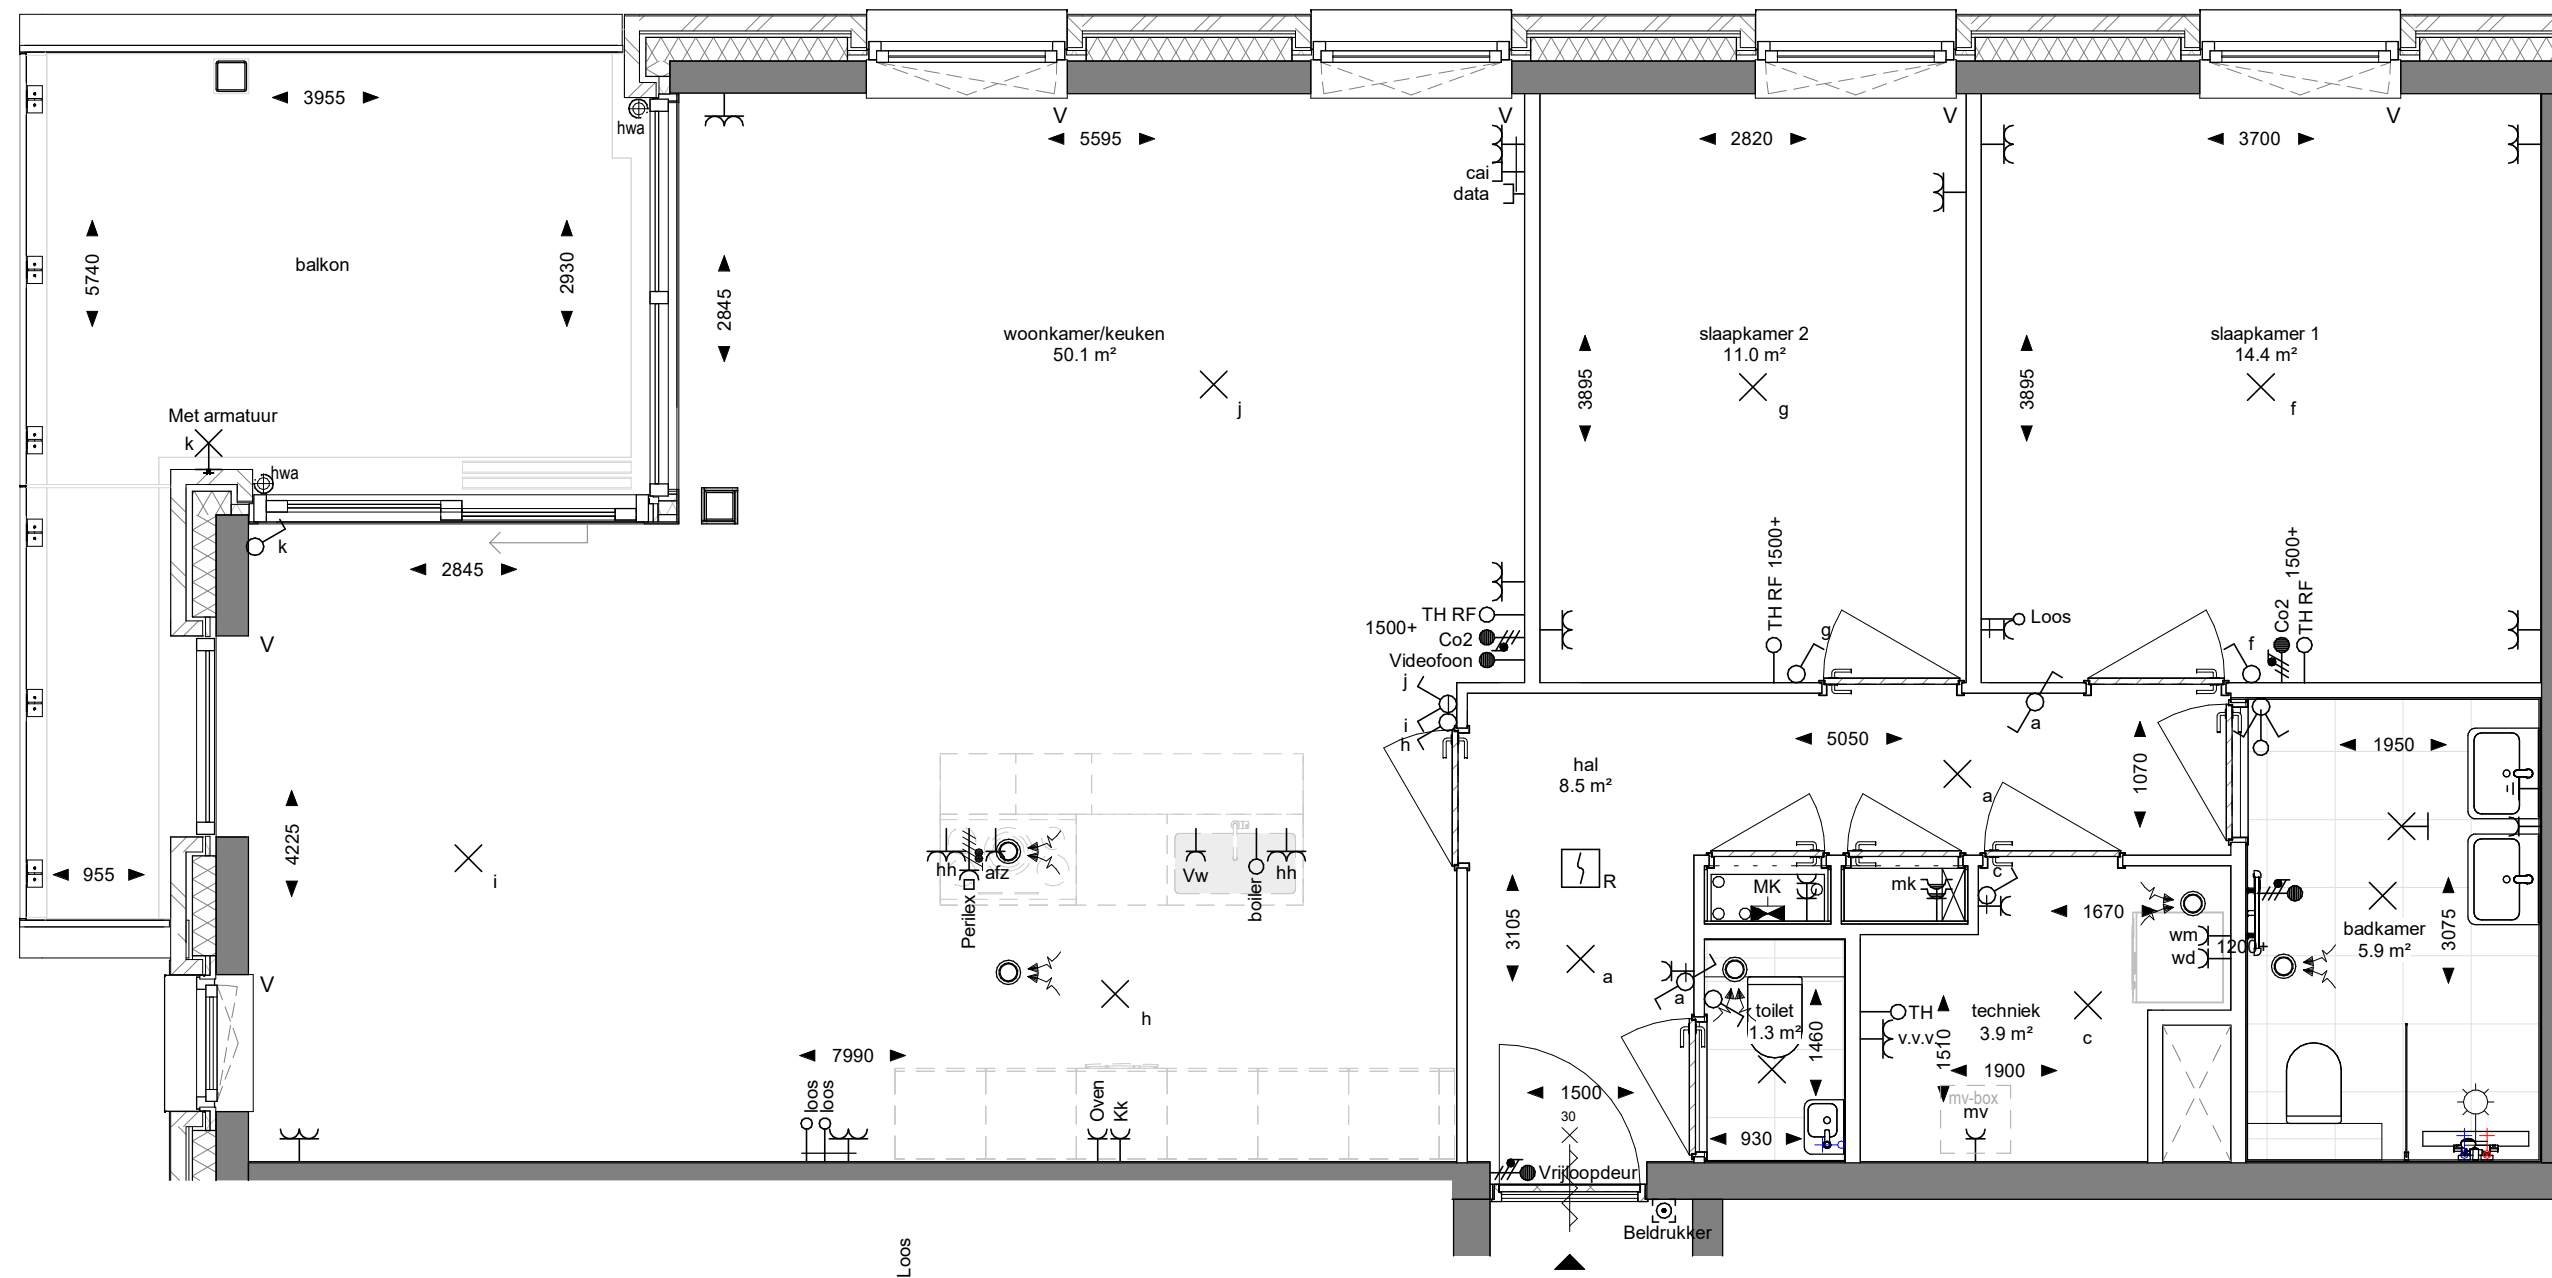 3955
hwa
V
V
V
V
5595
2820
3700
cai
data
balkon
5740
2930
2845
woonkamer/keuken
50.1 m²
slaapkamer 2
11.0 m²
slaapkamer 1
14.4 m²
j
g
f
3895
3895
Met armatuur
k
hwa
k
2845
V
TH RF
1500+
Co2
Videofoon
j
i
h
TH RF 1500+
g
Loos
f
Co2
TH RF
1500+
a
5050
1070
1950
hal
8.5 m²
a
4225
955
i
hh
afz
Perilex
Vw
boiler
hh
R
MK
mk
c
1670
3105
wm
wd
1200+
badkamer
5.9 m²
3075
a
a
V
h
toilet
1.3 m²
1460
TH
v.v.v
1510
techniek
3.9 m²
c
7990
1900
loos
loos
Oven
Kk
1500
30
930
mv-box
mv
Vrijloopdeur
Beldrukker
Loos